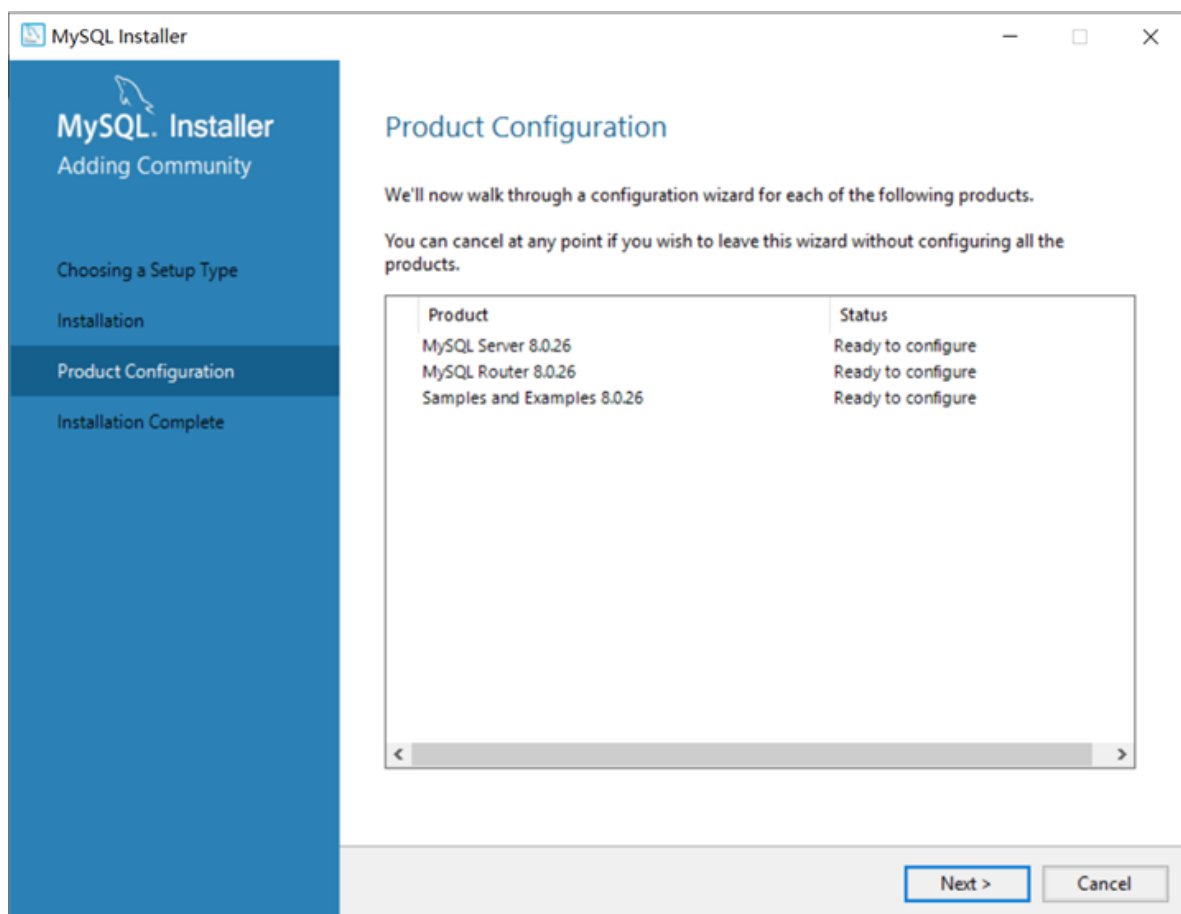 MySQL Installer
MySQL. Installer
Adding Community
Choosing a Setup Type
Installation
Product Configuration
Installation Complete
Product Configuration
We'll now walk through a configuration wizard for each of the following products.
You can cancel at any point if you wish to leave this wizard without configuring all the
products.
Product Status
MySQL Server 8.0.26 Ready to configure
MySQL Router 8.0.26 Ready to configure
Samples and Examples 8.0.26 Ready to configure
Next > Cancel